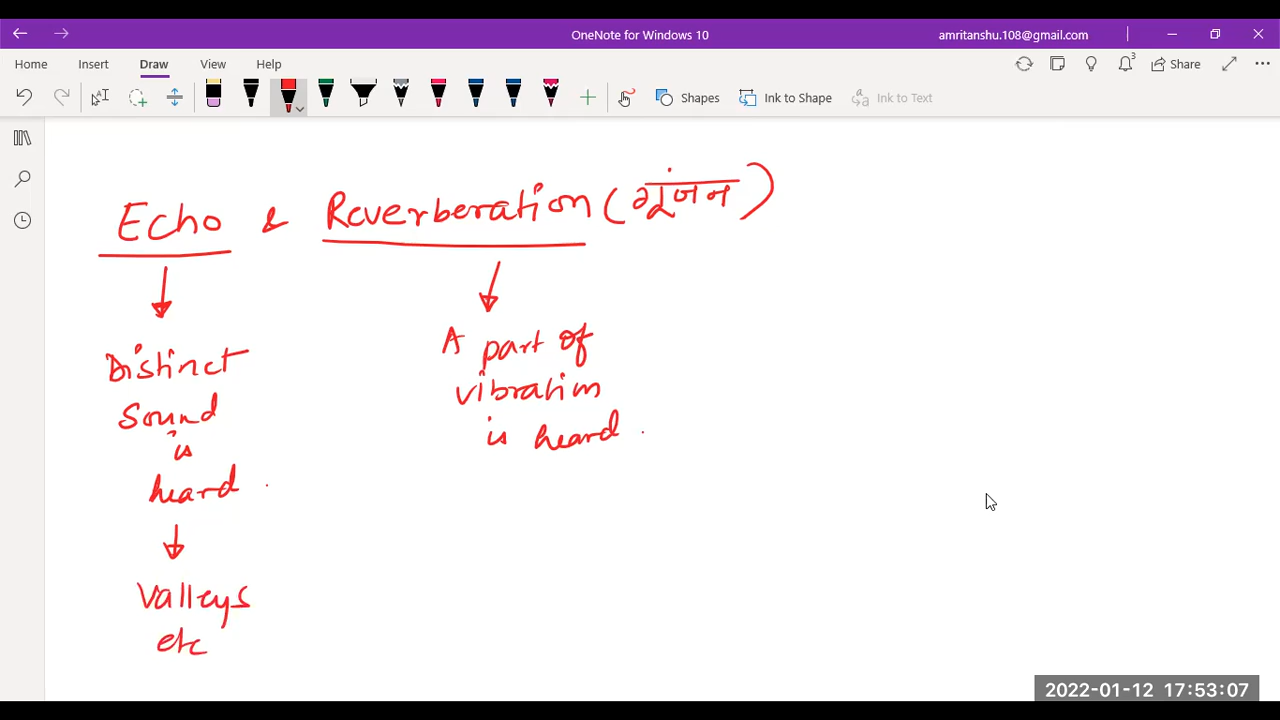 OneNote for Windows 10
amritanshu.108@gmail.com
Home Insert Draw View Help
3
Share
Shapes Ink to Shape Ink to Text
Echo & Reverberation (गूंजन)
Distinct
Sound
is
heard.
Valleys
etc
A part of
vibration
is heard.
2022-01-12 17:53:07